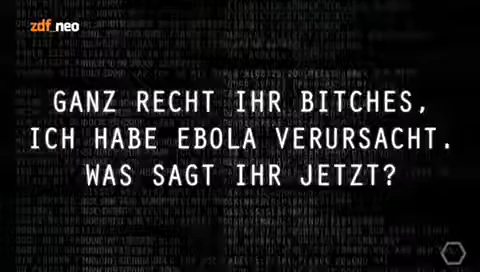 zdf_neo
GANZ RECHT IHR BITCHES,
ICH HABE EBOLA VERURSACHT.
WAS SAGT IHR JETZT?